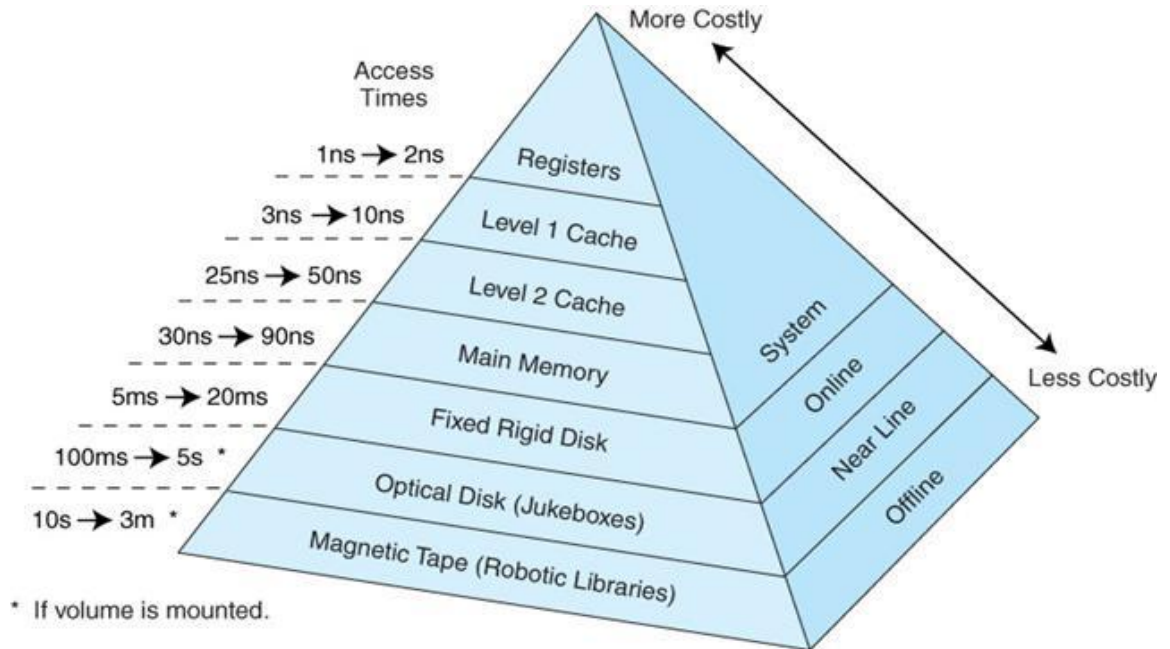 More Costly
Access
Times
1ns → 2ns
Registers
3ns → 10ns
Level 1 Cache
25ns → 50ns
Level 2 Cache
30ns → 90ns
Main Memory
5ms → 20ms
Fixed Rigid Disk
100ms → 5s *
Optical Disk (Jukeboxes)
10s → 3m *
Magnetic Tape (Robotic Libraries)
System
Online
Near Line
Offline
Less Costly
* If volume is mounted.